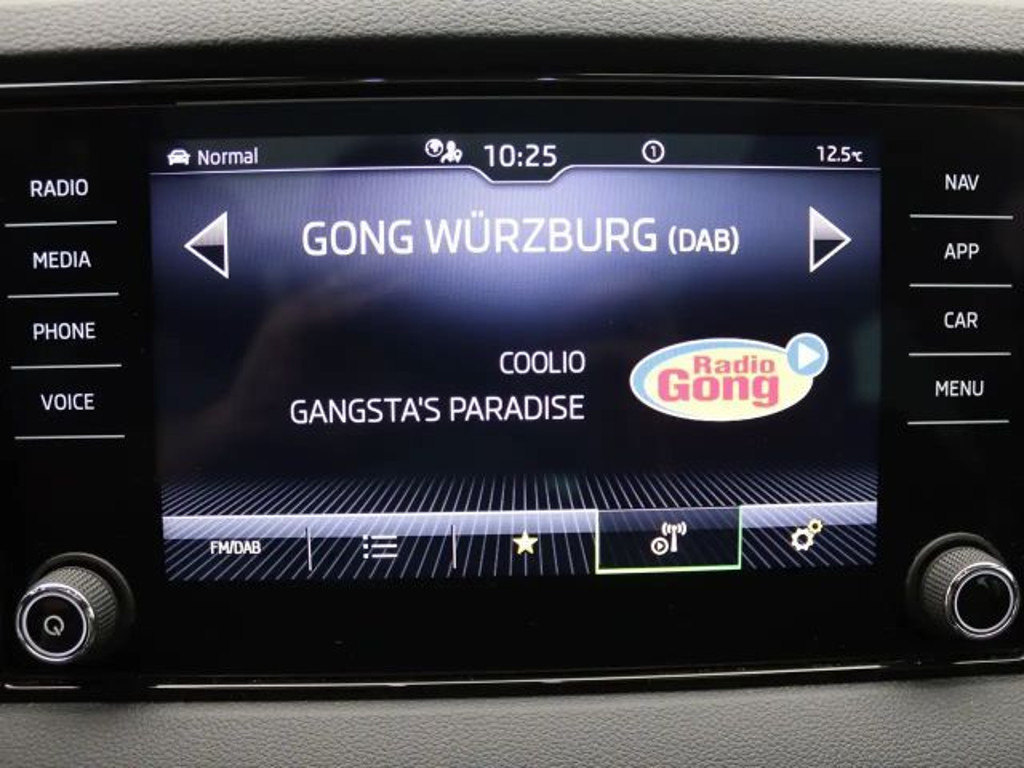 Normal 10:25 1 12.5°C
RADIO
MEDIA
PHONE
VOICE
GONG WÜRZBURG (DAB)
COOLIO
GANGSTA'S PARADISE
Radio
Gong
FM/DAB
NAV
APP
CAR
MENU